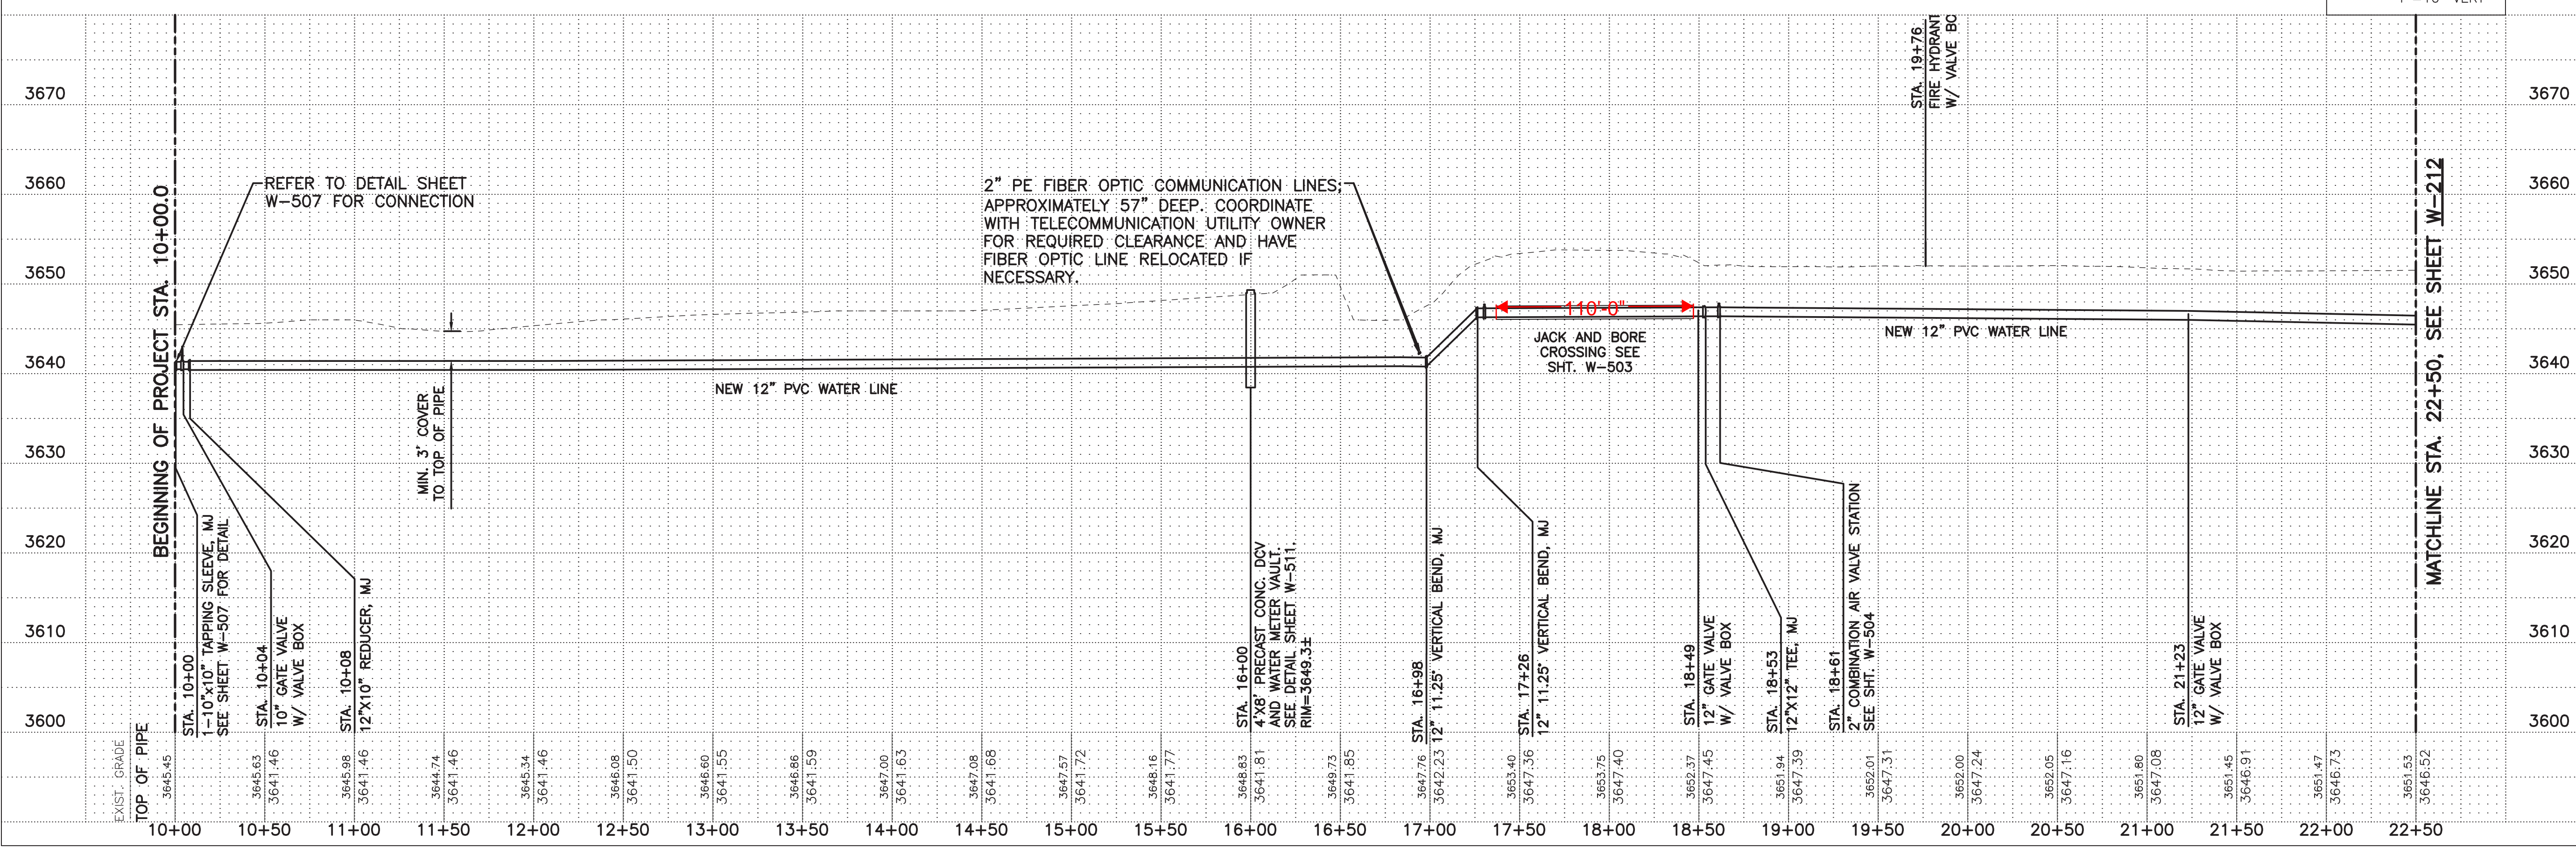 1"=10' VERT
3670
3660
3650
3640
3630
3620
3610
3600
3670
3660
3650
3640
3630
3620
3610
3600
BEGINNING OF PROJECT STA. 10+00.0
REFER TO DETAIL SHEET
W-507 FOR CONNECTION
STA. 10+00
1-10"x10" TAPPING SLEEVE, MJ
SEE SHEET W-507 FOR DETAIL
STA. 10+04
10" GATE VALVE
W/ VALVE BOX
STA. 10+08
12"X10" REDUCER, MJ
MIN. 3' COVER
TO TOP OF PIPE
NEW 12" PVC WATER LINE
2" PE FIBER OPTIC COMMUNICATION LINES;
APPROXIMATELY 57" DEEP. COORDINATE
WITH TELECOMMUNICATION UTILITY OWNER
FOR REQUIRED CLEARANCE AND HAVE
FIBER OPTIC LINE RELOCATED IF
NECESSARY.
STA. 16+00
4'X8' PRECAST CONC. DCV
AND WATER METER VAULT.
SEE DETAIL SHEET W-511.
RIM=3649.3±
STA. 16+98
12" 11.25° VERTICAL BEND, MJ
STA. 17+26
12" 11.25° VERTICAL BEND, MJ
110'-0"
JACK AND BORE
CROSSING SEE
SHT. W-503
STA. 18+49
12" GATE VALVE
W/ VALVE BOX
STA. 18+53
12"X12" TEE, MJ
STA. 18+61
2" COMBINATION AIR VALVE STATION
SEE SHT. W-504
STA. 19+76
FIRE HYDRANT
W/ VALVE BO
NEW 12" PVC WATER LINE
STA. 21+23
12" GATE VALVE
W/ VALVE BOX
MATCHLINE STA. 22+50, SEE SHEET W-212
EXIST. GRADE
TOP OF PIPE
3645.45
3645.63
3641.46
3645.98
3641.46
3644.74
3641.46
3645.34
3641.46
3646.08
3641.50
3646.60
3641.55
3646.86
3641.59
3647.00
3641.63
3647.08
3641.68
3647.57
3641.72
3648.16
3641.77
3648.83
3641.81
3649.73
3641.85
3647.76
3642.23
3653.40
3647.36
3653.75
3647.40
3652.37
3647.45
3651.94
3647.39
3652.01
3647.31
3652.00
3647.24
3652.05
3647.16
3651.80
3647.08
3651.45
3646.91
3651.47
3646.73
3651.53
3646.52
10+00 10+50 11+00 11+50 12+00 12+50 13+00 13+50 14+00 14+50 15+00 15+50 16+00 16+50 17+00 17+50 18+00 18+50 19+00 19+50 20+00 20+50 21+00 21+50 22+00 22+50